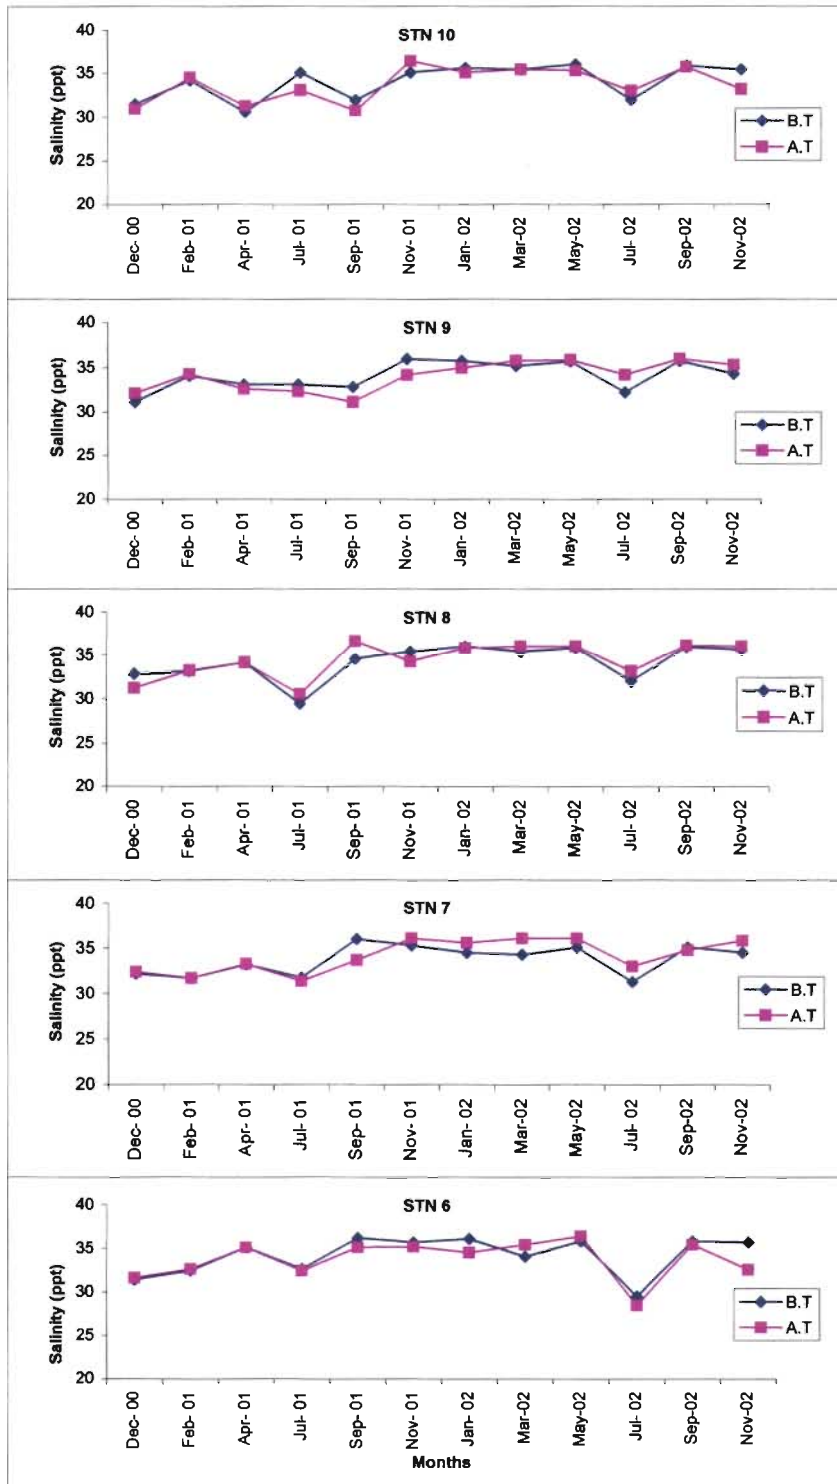 STN 10
Salinity (ppt)
40
35
30
25
20
Dec- 00
Feb- 01
Apr- 01
Jul- 01
Sep- 01
Nov- 01
Jan- 02
Mar-02
May-02
Jul-02
Sep-02
Nov-02
B.T
A.T
STN 9
Salinity (ppt)
40
35
30
25
20
Dec- 00
Feb- 01
Apr- 01
Jul- 01
Sep- 01
Nov- 01
Jan- 02
Mar-02
May-02
Jul-02
Sep-02
Nov-02
B.T
A.T
STN 8
Salinity (ppt)
40
35
30
25
20
Dec- 00
Feb- 01
Apr- 01
Jul- 01
Sep- 01
Nov- 01
Jan- 02
Mar-02
May-02
Jul-02
Sep-02
Nov-02
B.T
A.T
STN 7
Salinity (ppt)
40
35
30
25
20
Dec- 00
Feb- 01
Apr- 01
Jul- 01
Sep- 01
Nov- 01
Jan- 02
Mar-02
May-02
Jul-02
Sep-02
Nov-02
B.T
A.T
STN 6
Salinity (ppt)
40
35
30
25
20
Dec- 00
Feb- 01
Apr- 01
Jul- 01
Sep- 01
Nov- 01
Jan- 02
Mar-02
May-02
Jul-02
Sep-02
Nov-02
B.T
A.T
Months